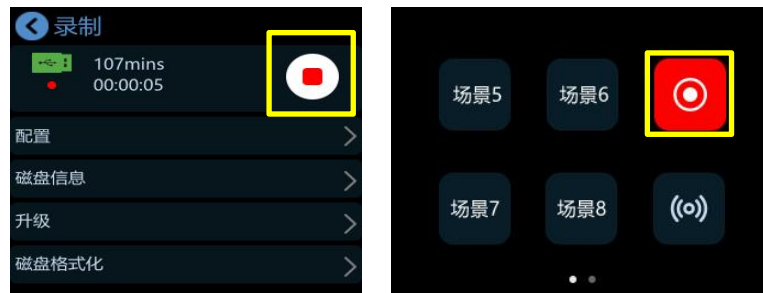 录制
107mins
00:00:05
配置
磁盘信息
升级
磁盘格式化
场景5
场景6
场景7
场景8